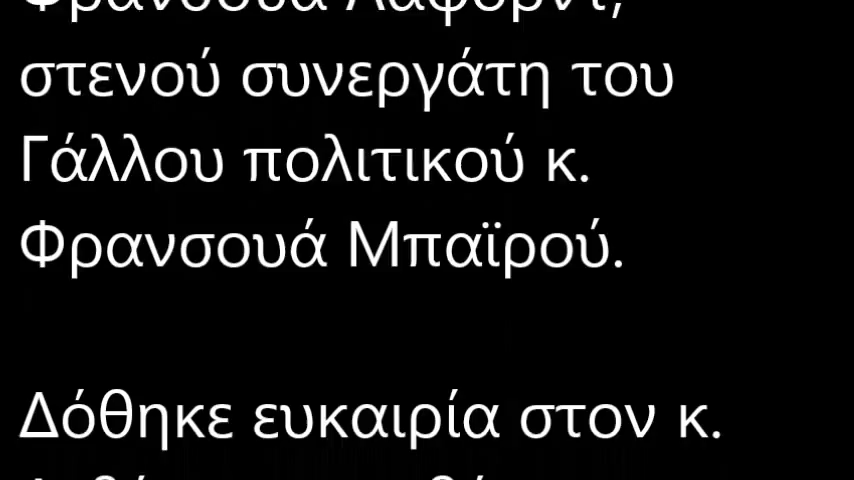 στενού συνεργάτη του
Γάλλου πολιτικού κ.
Φρανσουά Μπαϊρού.
Δόθηκε ευκαιρία στον κ.